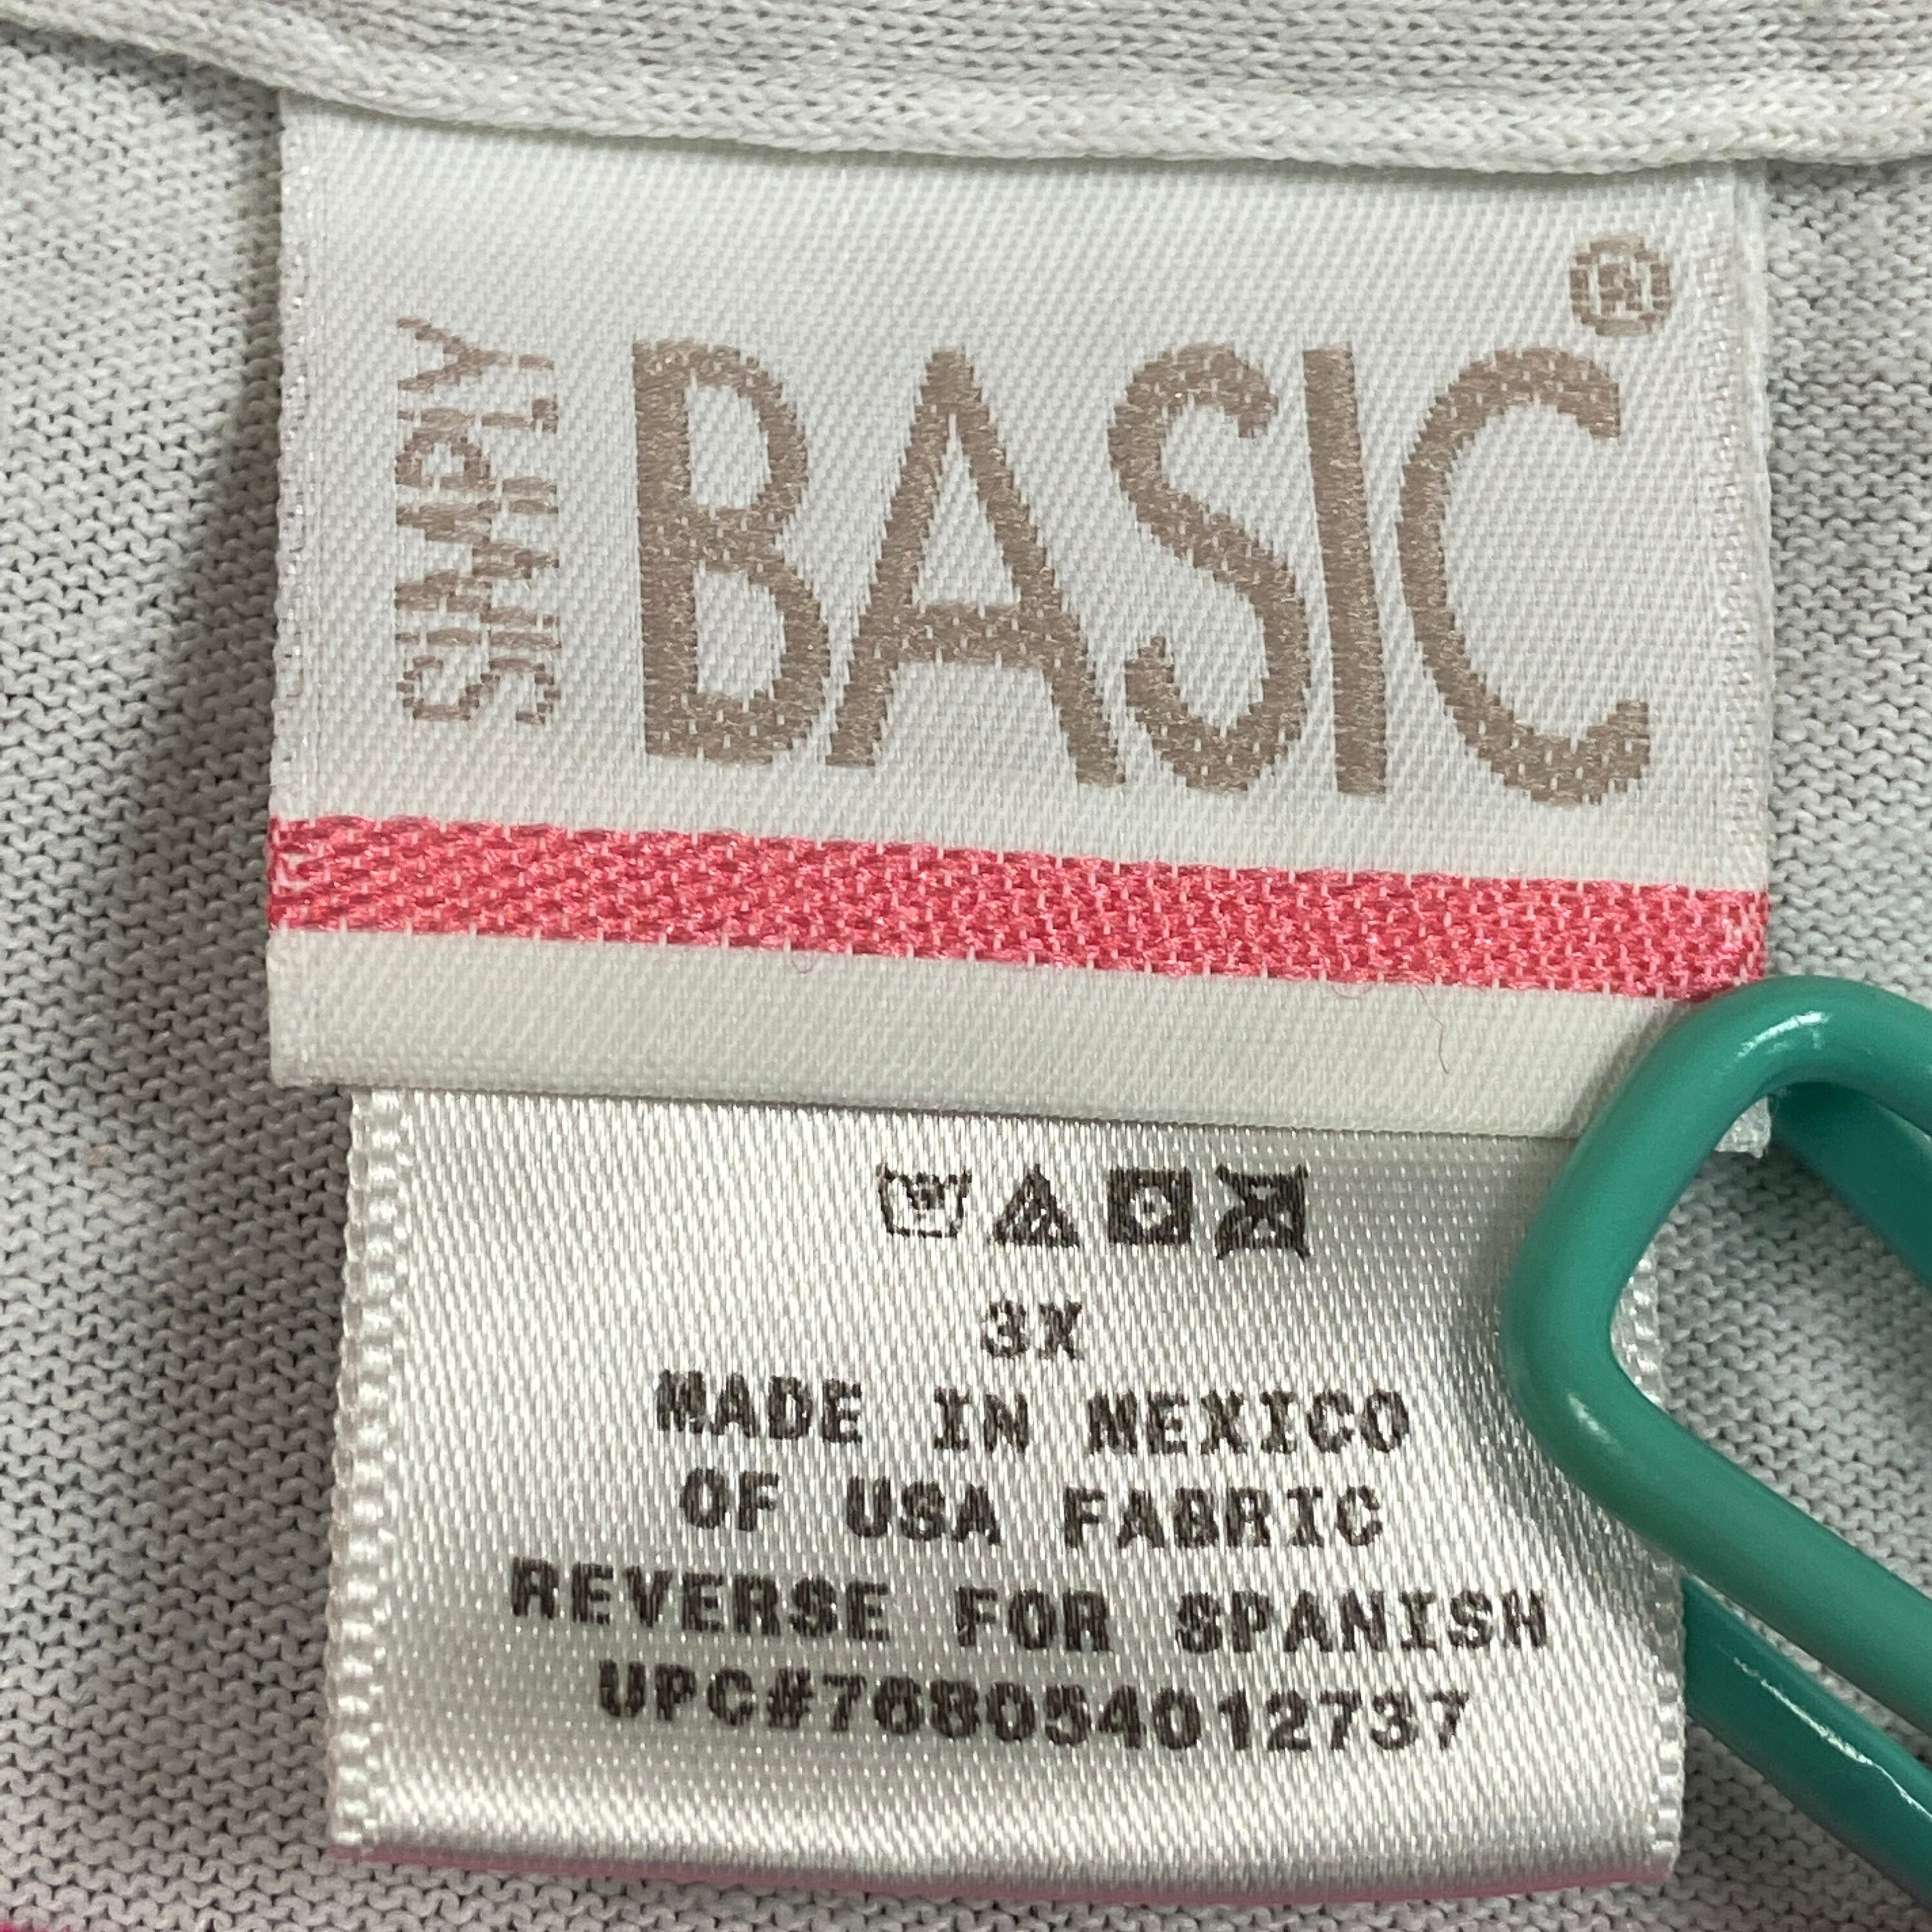 SIMPLY
BASIC®
3X
MADE IN MEXICO
OF USA FABRIC
REVERSE FOR SPANISH
UPC#768054012737